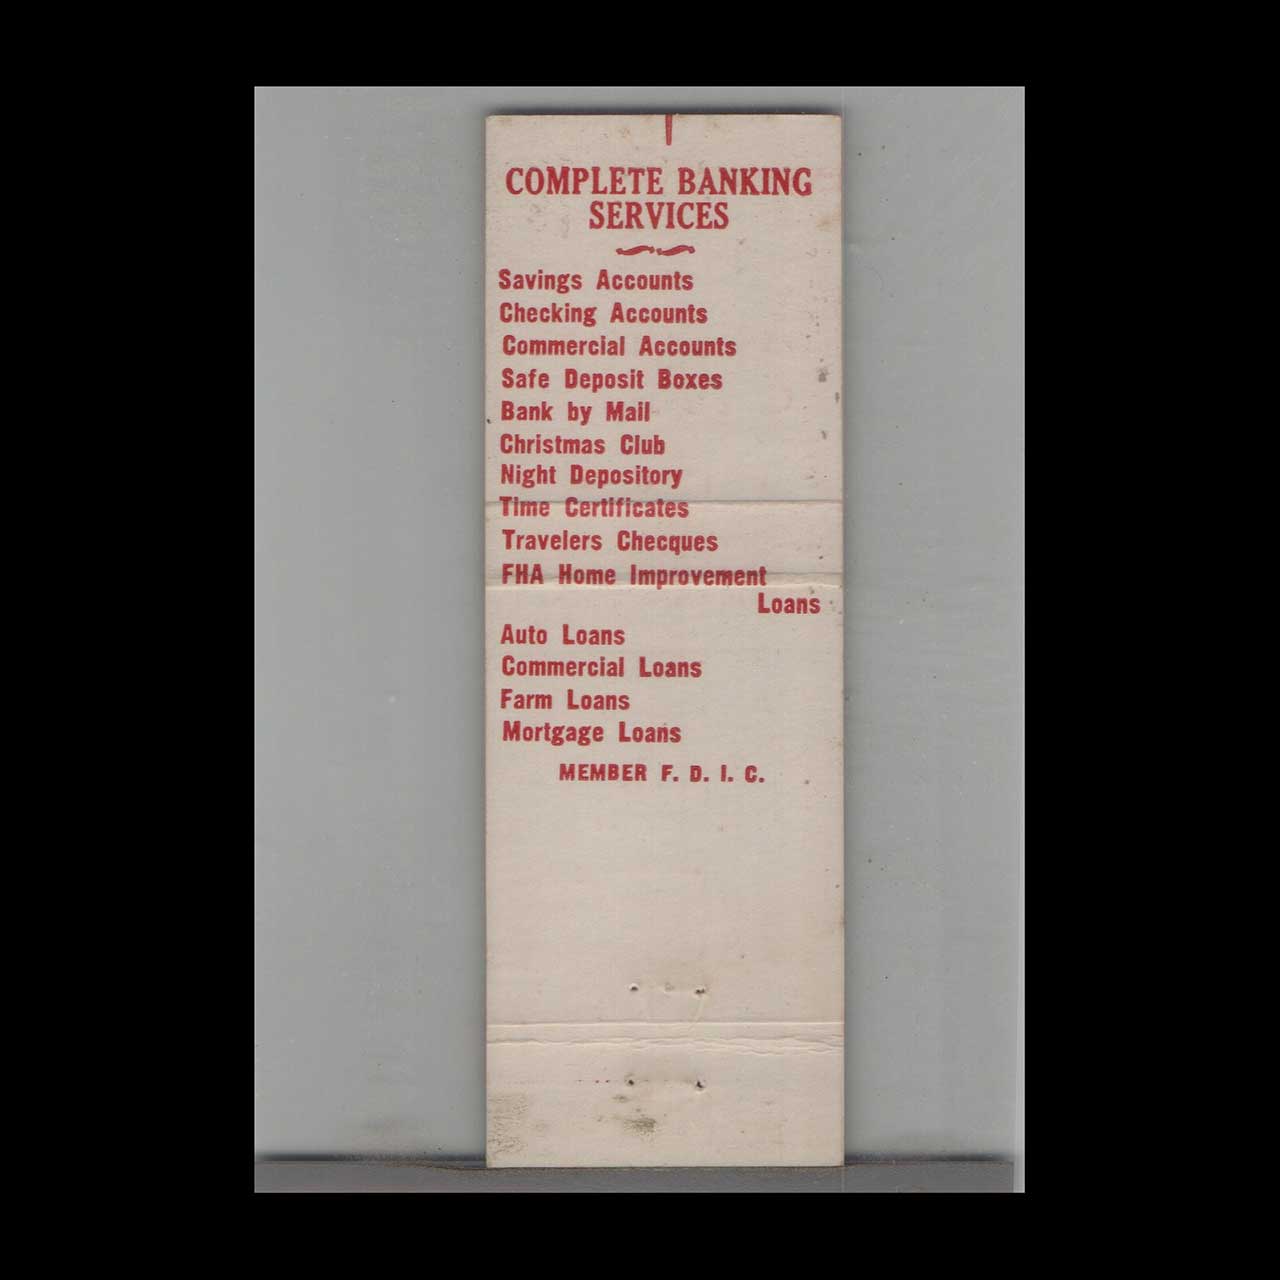 COMPLETE BANKING
SERVICES
Savings Accounts
Checking Accounts
Commercial Accounts
Safe Deposit Boxes
Bank by Mail
Christmas Club
Night Depository
Time Certificates
Travelers Checques
FHA Home Improvement
Loans
Auto Loans
Commercial Loans
Farm Loans
Mortgage Loans
MEMBER F. D. I. C.